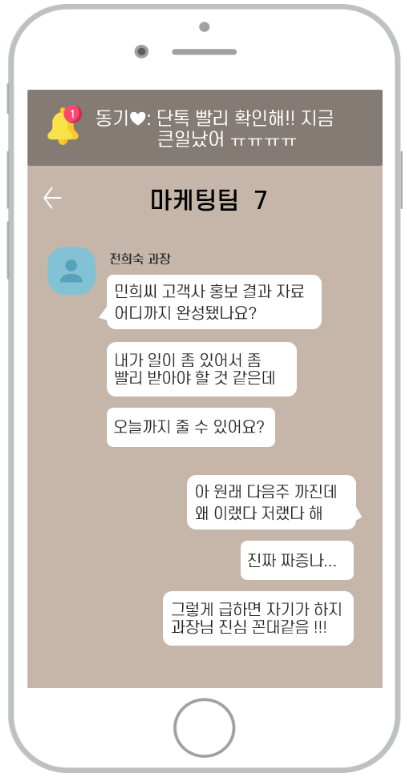 1
동기♥: 단톡 빨리 확인해!! 지금
큰일났어 ㅠㅠㅠㅠ
마케팅팀 7
전희숙 과장
민희씨 고객사 홍보 결과 자료
어디까지 완성됐나요?
내가 일이 좀 있어서 좀
빨리 받아야 할 것 같은데
오늘까지 줄 수 있어요?
아 원래 다음주 까진데
왜 이랬다 저랬다 해
진짜 짜증나...
그렇게 급하면 자기가 하지
과장님 진심 꼰대같음 !!!